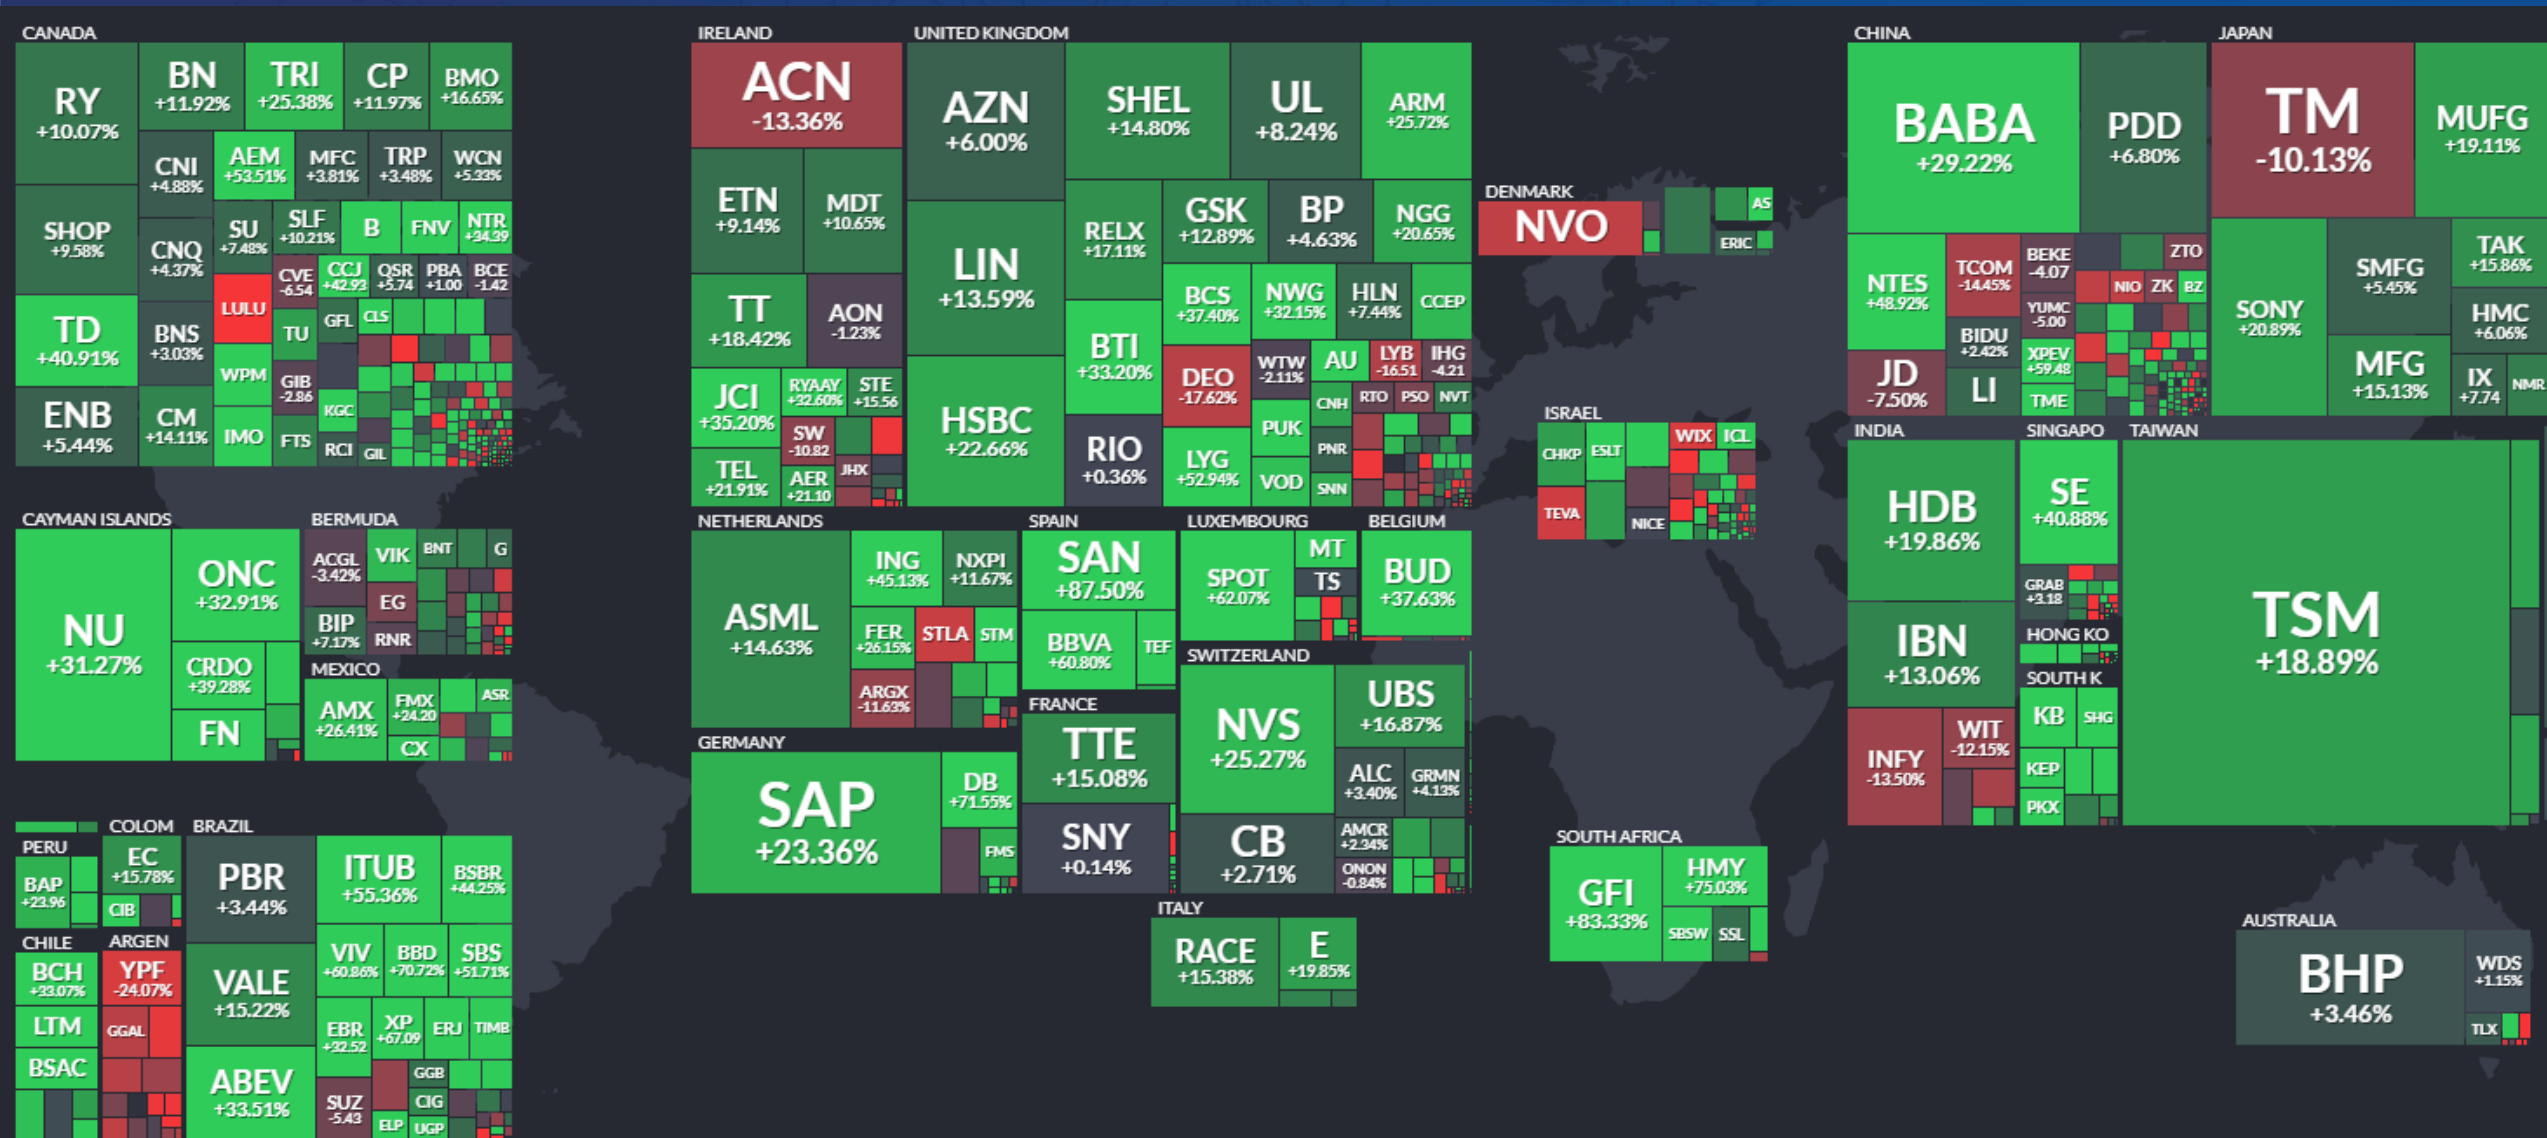 CANADA
RY
+10.07%
BN
+11.92%
TRI
+25.38%
CP
+11.97%
BMO
+16.65%
CNI
+4.88%
AEM
+53.51%
MFC
+3.81%
TRP
+3.48%
WCN
+5.33%
SHOP
+9.58%
CNQ
+4.37%
SU
+7.48%
SLF
+10.21%
B
FNV
NTR
+34.39
LULU
CVE
-6.54
CCJ
+42.93
QSR
+5.74
PBA
+1.00
BCE
-1.42
TD
+40.91%
BNS
+3.03%
TU
GFL
CLS
WPM
GIB
-2.86
KGC
ENB
+5.44%
CM
+14.11%
IMO
FTS
RCI
GIL
IRELAND
ACN
-13.36%
ETN
+9.14%
MDT
+10.65%
TT
+18.42%
AON
-1.23%
JCI
+35.20%
RYAAY
+32.60%
STE
+15.56
SW
-10.82
TEL
+21.91%
AER
+21.10
JHX
UNITED KINGDOM
AZN
+6.00%
SHEL
+14.80%
UL
+8.24%
ARM
+25.72%
LIN
+13.59%
RELX
+17.11%
GSK
+12.89%
BP
+4.63%
NGG
+20.65%
BCS
+37.40%
NWG
+32.15%
HLN
+7.44%
CCEP
BTI
+33.20%
DEO
-17.62%
WTW
-2.11%
AU
LYB
-16.51
IHG
-4.21
HSBC
+22.66%
CNH
RTO
PSO
NVT
RIO
+0.36%
LYG
+52.94%
PUK
PNR
VOD
SNN
DENMARK
NVO
AS
ERIC
ISRAEL
CHKP
ESLT
WIX
ICL
TEVA
NICE
CHINA
BABA
+29.22%
PDD
+6.80%
NTES
+48.92%
TCOM
-14.45%
BEKE
-4.07
ZTO
NIO
ZK
BZ
YUMC
-5.00
BIDU
+2.42%
XPEV
+59.48
JD
-7.50%
LI
TME
JAPAN
TM
-10.13%
MUFG
+19.11%
SONY
+20.89%
SMFG
+5.45%
TAK
+15.86%
HMC
+6.06%
MFG
+15.13%
IX
+7.74
NMR
CAYMAN ISLANDS
NU
+31.27%
ONC
+32.91%
CRDO
+39.28%
FN
BERMUDA
ACGL
-3.42%
VIK
BNT
G
EG
BIP
+7.17%
RNR
MEXICO
AMX
+26.41%
FMX
+24.20
ASR
CX
NETHERLANDS
ASML
+14.63%
ING
+45.13%
NXPI
+11.67%
FER
+26.15%
STLA
STM
ARGX
-11.63%
SPAIN
SAN
+87.50%
BBVA
+60.80%
TEF
LUXEMBOURG
SPOT
+62.07%
MT
TS
BELGIUM
BUD
+37.63%
GERMANY
SAP
+23.36%
DB
+71.55%
FMS
FRANCE
TTE
+15.08%
SNY
+0.14%
SWITZERLAND
NVS
+25.27%
UBS
+16.87%
ALC
+3.40%
GRMN
+4.13%
CB
+2.71%
AMCR
+2.34%
ONON
-0.84%
ITALY
RACE
+15.38%
E
+19.85%
INDIA
HDB
+19.86%
IBN
+13.06%
INFY
-13.50%
WIT
-12.15%
SINGAPO
SE
+40.88%
GRAB
+3.18
HONG KO
SOUTH K
KB
SHG
KEP
PKX
TAIWAN
TSM
+18.89%
PERU
BAP
+23.96
COLOM
EC
+15.78%
CIB
CHILE
BCH
+33.07%
LTM
BSAC
ARGEN
YPF
-24.07%
GGAL
BRAZIL
PBR
+3.44%
ITUB
+55.36%
BSBR
+44.25%
VALE
+15.22%
VIV
+60.86%
BBD
+70.72%
SBS
+51.71%
EBR
+32.52
XP
+67.09
ERJ
TIMB
ABEV
+33.51%
SUZ
-5.43
GGB
CIG
ELP
UGP
SOUTH AFRICA
GFI
+83.33%
HMY
+75.03%
SBSW
SSL
AUSTRALIA
BHP
+3.46%
WDS
+1.15%
TLX